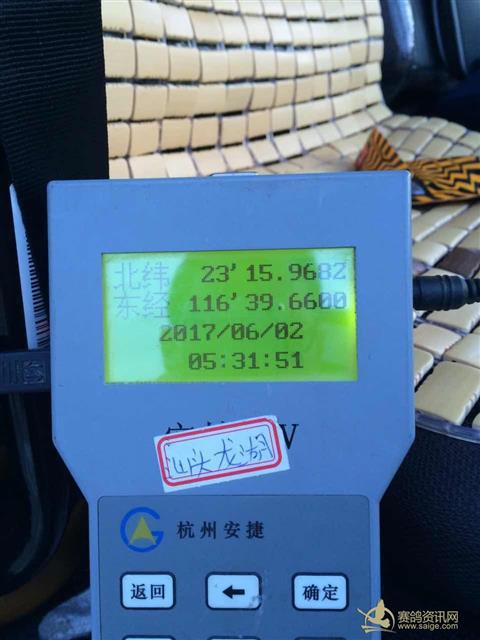 北纬 23'15.9682
东经 116'39.6600
2017/06/02
05:31:51
V
汕头龙湖
杭州安捷
返回 ← 确定
赛鸽资讯网
www.saige.com